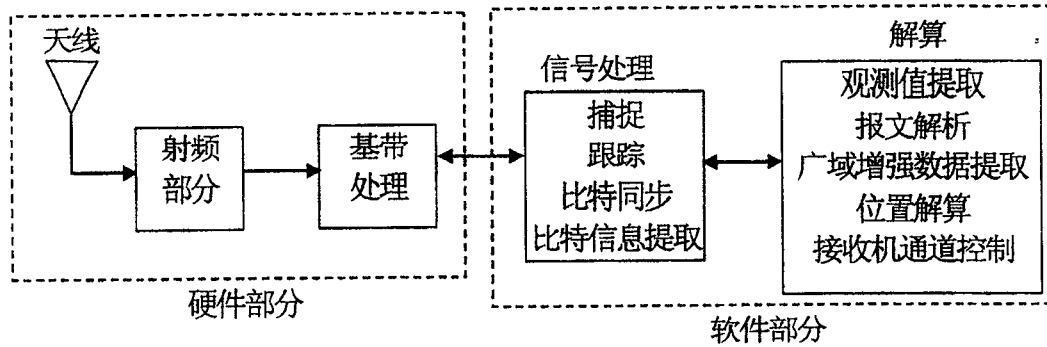 天线
射频
部分
基带
处理
硬件部分
信号处理
捕捉
跟踪
比特同步
比特信息提取
解算
观测值提取
报文解析
广域增强数据提取
位置解算
接收机通道控制
软件部分